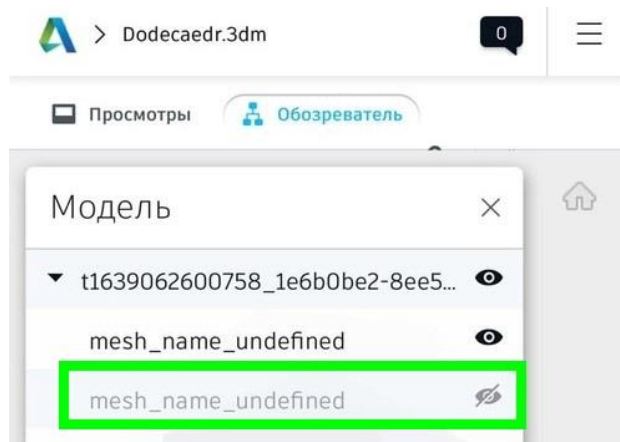 > Dodecaedr.3dm 0
Просмотры Обозреватель
Модель
t1639062600758_1e6b0be2-8ee5...
mesh_name_undefined
mesh_name_undefined